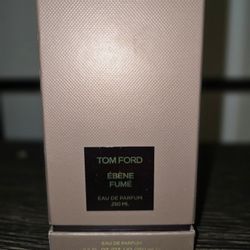 TOM FORD
ÉBÈNE
FUMÉ
EAU DE PARFUM
250 ML
EAU DE PARFUM